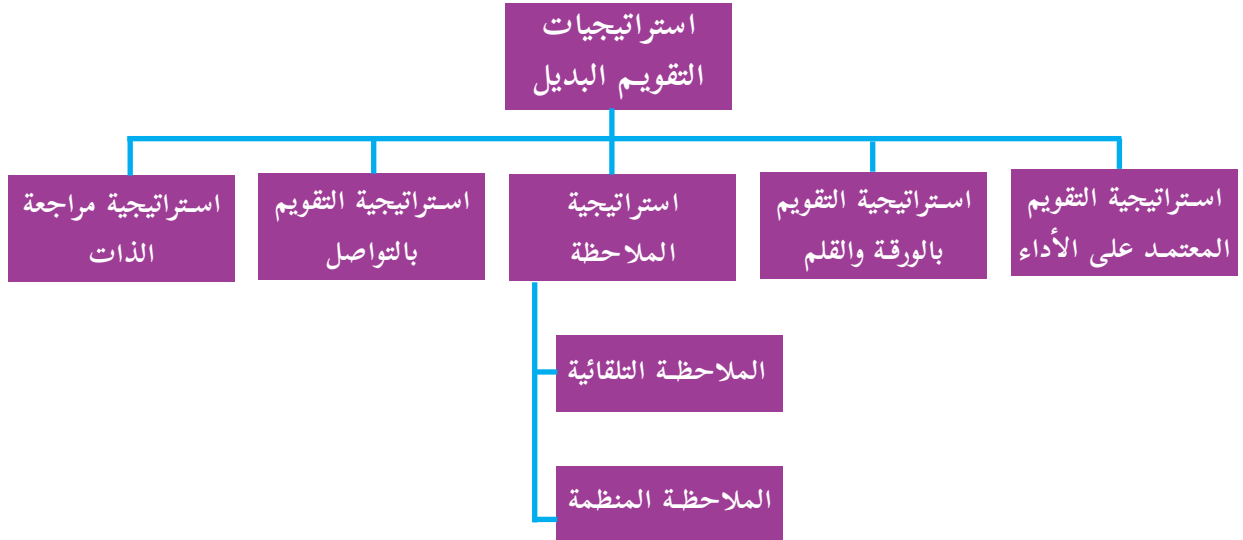 استراتيجيات
التقويم البديل
استراتيجية التقويم
المعتمد على الأداء
استراتيجية التقويم
بالورقة والقلم
استراتيجية
الملاحظة
استراتيجية التقويم
بالتواصل
استراتيجية مراجعة
الذات
الملاحظة التلقائية
الملاحظة المنظمة